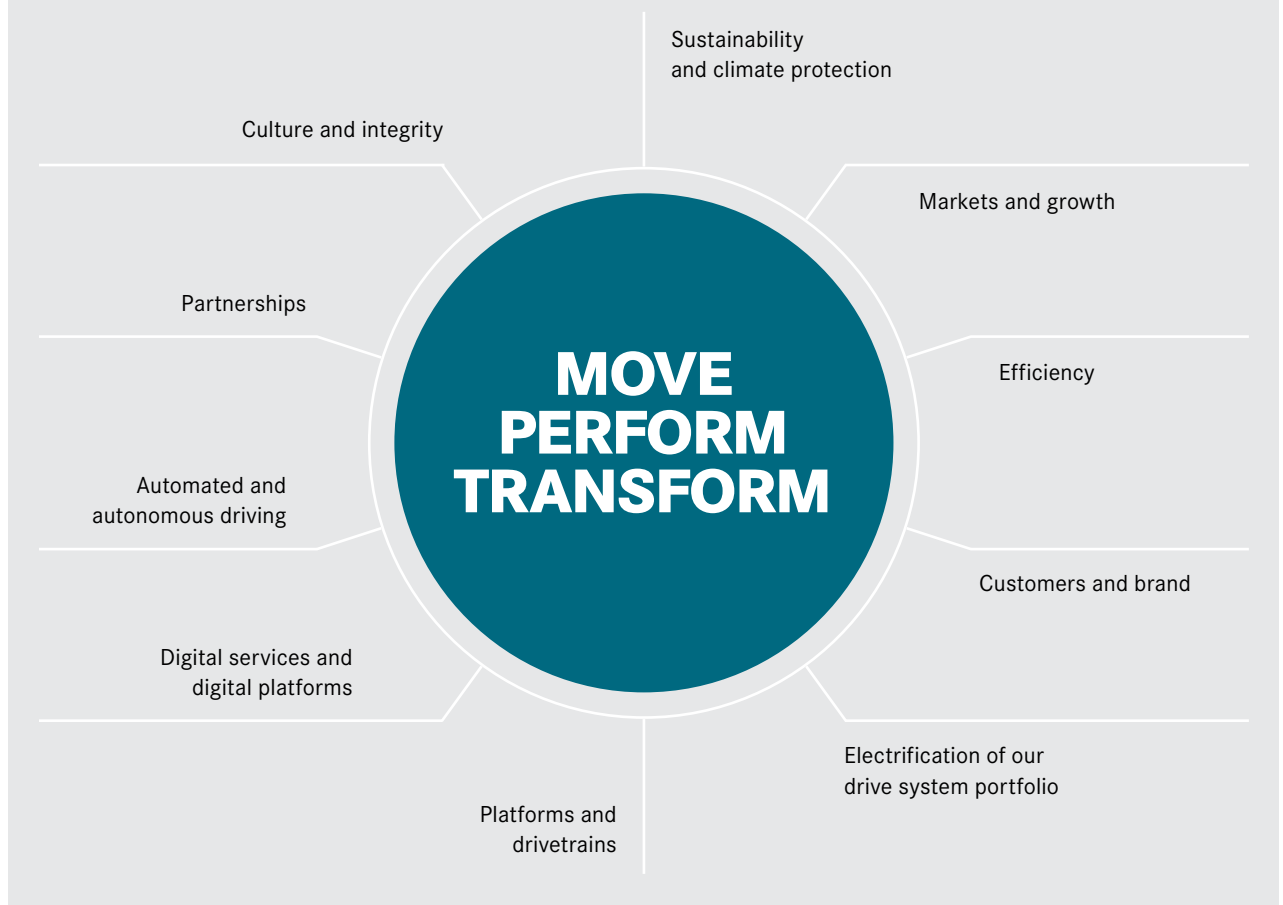 Sustainability
and climate protection
Culture and integrity
Markets and growth
Partnerships
Efficiency
MOVE
PERFORM
TRANSFORM
Automated and
autonomous driving
Customers and brand
Digital services and
digital platforms
Electrification of our
drive system portfolio
Platforms and
drivetrains